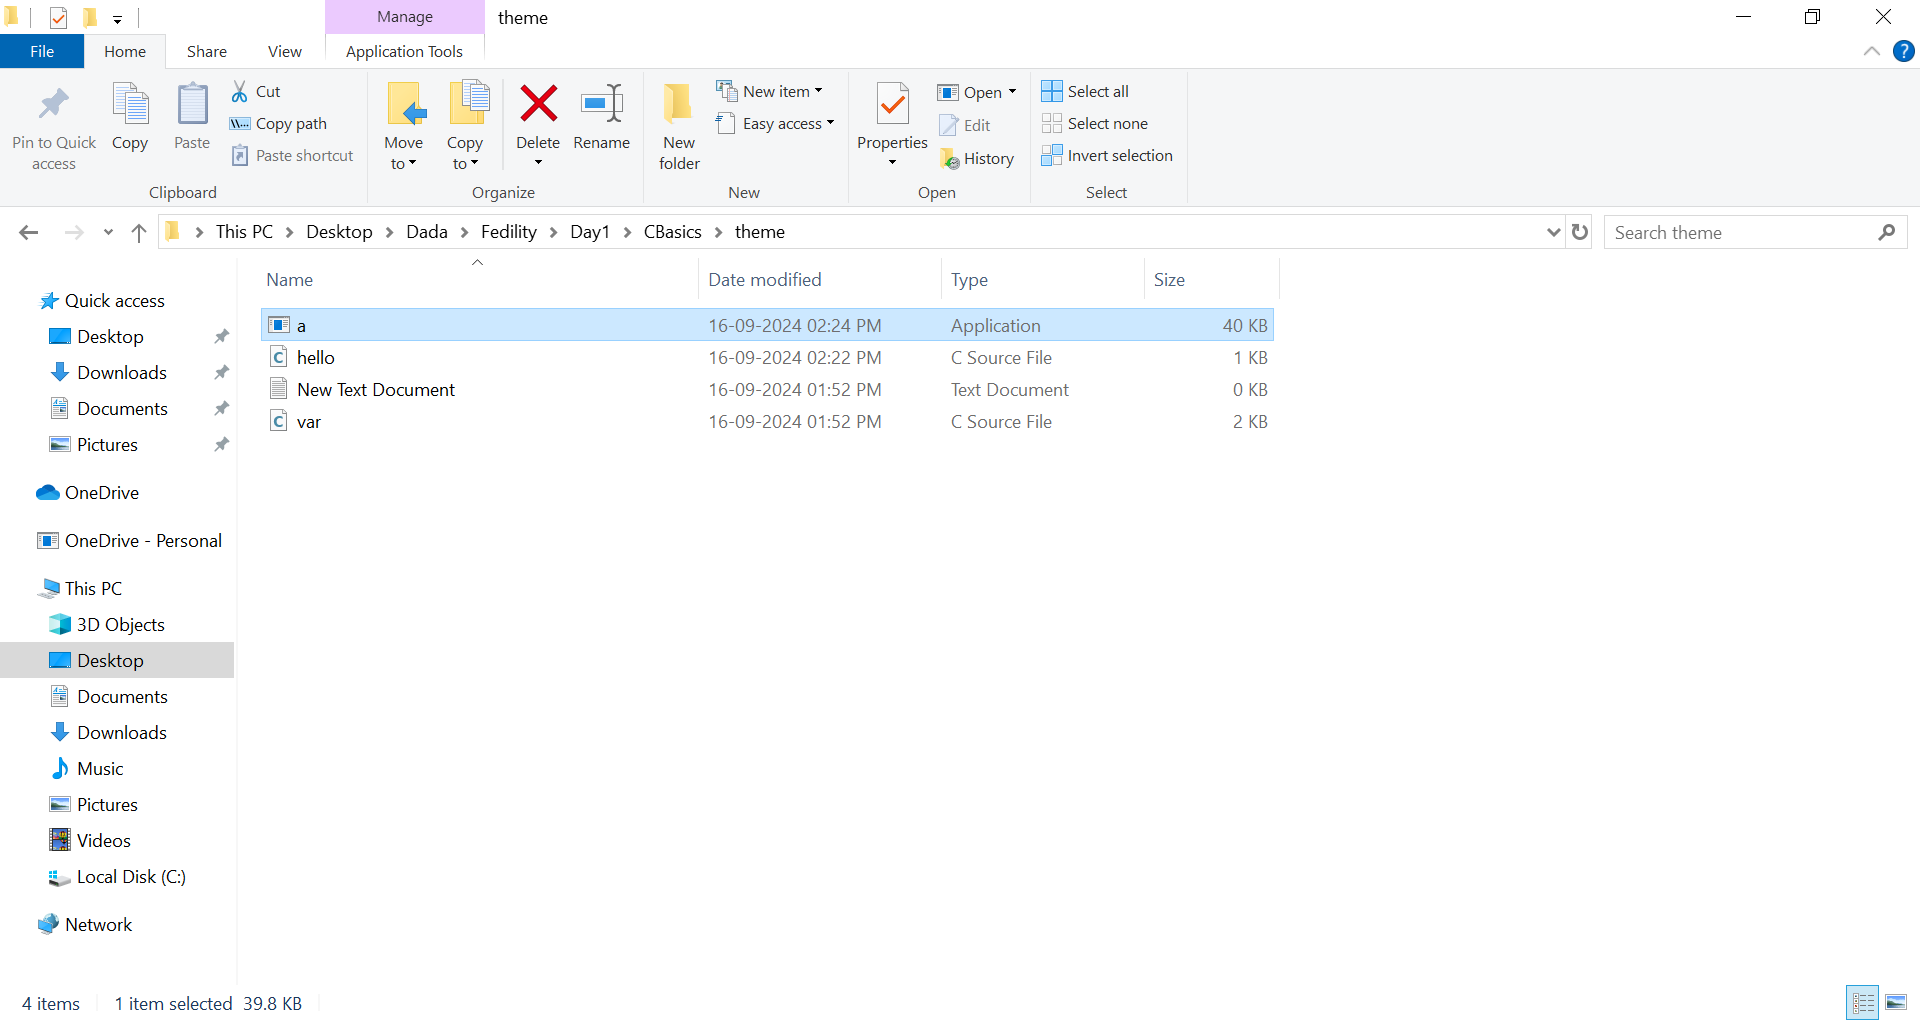 Manage
theme
File
Home
Share
View
Application Tools
Pin to Quick access
Copy
Paste
Cut
Copy path
Paste shortcut
Clipboard
Move to
Copy to
Delete
Rename
Organize
New folder
New item
Easy access
New
Properties
Open
Edit
History
Open
Select all
Select none
Invert selection
Select
This PC > Desktop > Dada > Fedility > Day1 > CBasics > theme
Search theme
Name Date modified Type Size
a 16-09-2024 02:24 PM Application 40 KB
hello 16-09-2024 02:22 PM C Source File 1 KB
New Text Document 16-09-2024 01:52 PM Text Document 0 KB
var 16-09-2024 01:52 PM C Source File 2 KB
Quick access
Desktop
Downloads
Documents
Pictures
OneDrive
OneDrive - Personal
This PC
3D Objects
Desktop
Documents
Downloads
Music
Pictures
Videos
Local Disk (C:)
Network
4 items 1 item selected 39.8 KB